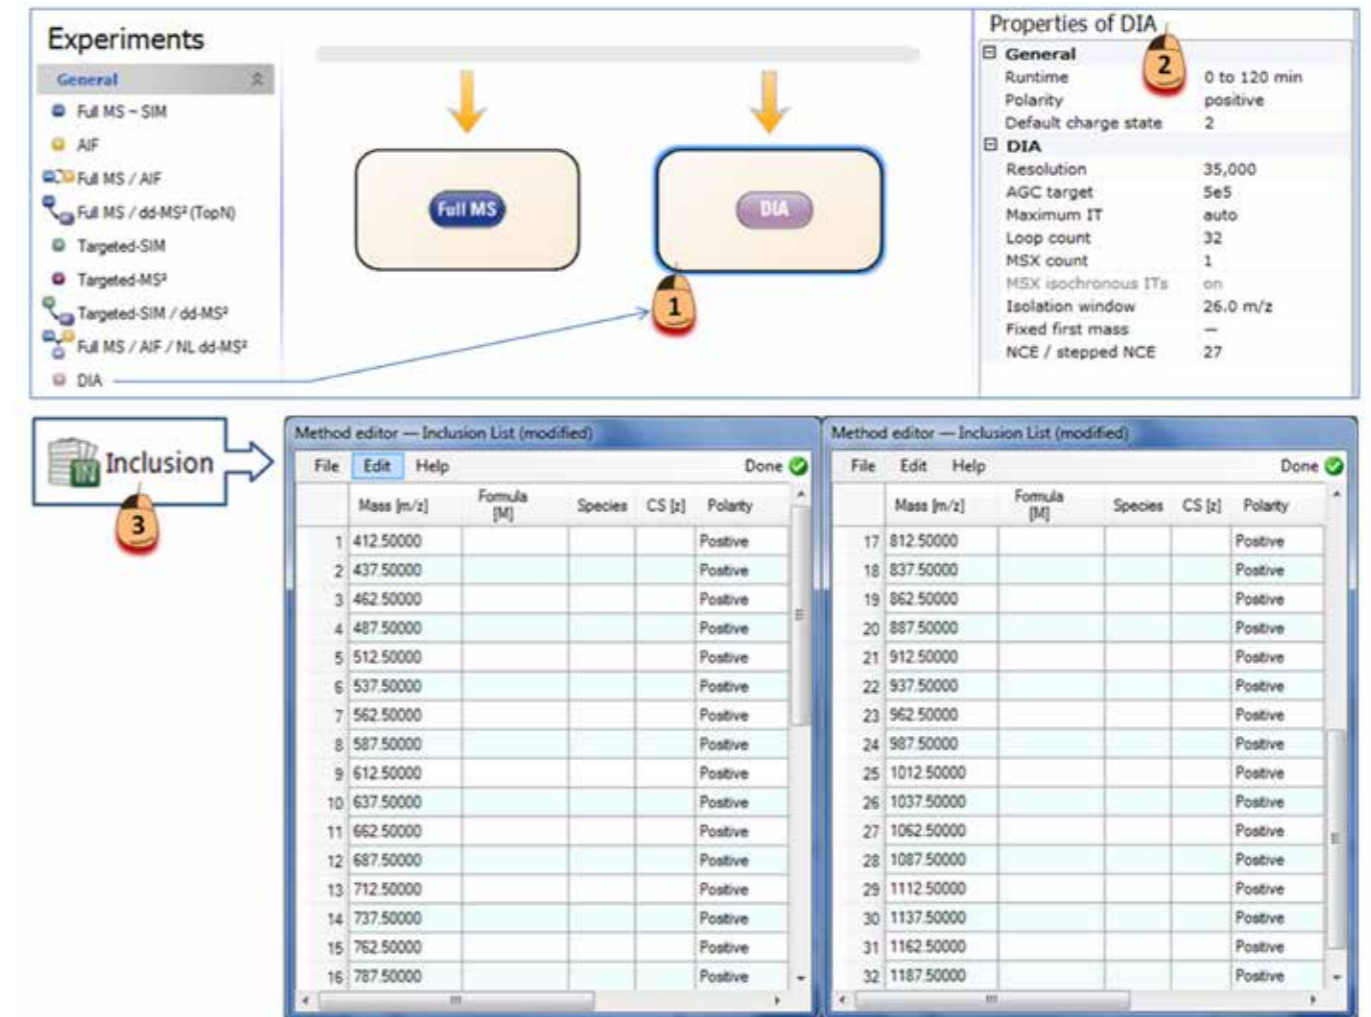 Experiments
General
Full MS ~ SIM
AIF
Full MS / AIF
Full MS / dd-MS² (TopN)
Targeted-SIM
Targeted-MS²
Targeted-SIM / dd-MS²
Full MS / AIF / NL dd-MS²
DIA
Full MS
DIA
1
Properties of DIA
2
General
Runtime 0 to 120 min
Polarity positive
Default charge state 2
DIA
Resolution 35,000
AGC target 5e5
Maximum IT auto
Loop count 32
MSX count 1
MSX isochronous ITs on
Isolation window 26.0 m/z
Fixed first mass —
NCE / stepped NCE 27
IN Inclusion
3
Method editor — Inclusion List (modified)
File Edit Help Done
Mass [m/z] Formula [M] Species CS [z] Polarity
1 412.50000 Positive
2 437.50000 Positive
3 462.50000 Positive
4 487.50000 Positive
5 512.50000 Positive
6 537.50000 Positive
7 562.50000 Positive
8 587.50000 Positive
9 612.50000 Positive
10 637.50000 Positive
11 662.50000 Positive
12 687.50000 Positive
13 712.50000 Positive
14 737.50000 Positive
15 762.50000 Positive
16 787.50000 Positive
Method editor — Inclusion List (modified)
File Edit Help Done
Mass [m/z] Formula [M] Species CS [z] Polarity
17 812.50000 Positive
18 837.50000 Positive
19 862.50000 Positive
20 887.50000 Positive
21 912.50000 Positive
22 937.50000 Positive
23 962.50000 Positive
24 987.50000 Positive
25 1012.50000 Positive
26 1037.50000 Positive
27 1062.50000 Positive
28 1087.50000 Positive
29 1112.50000 Positive
30 1137.50000 Positive
31 1162.50000 Positive
32 1187.50000 Positive